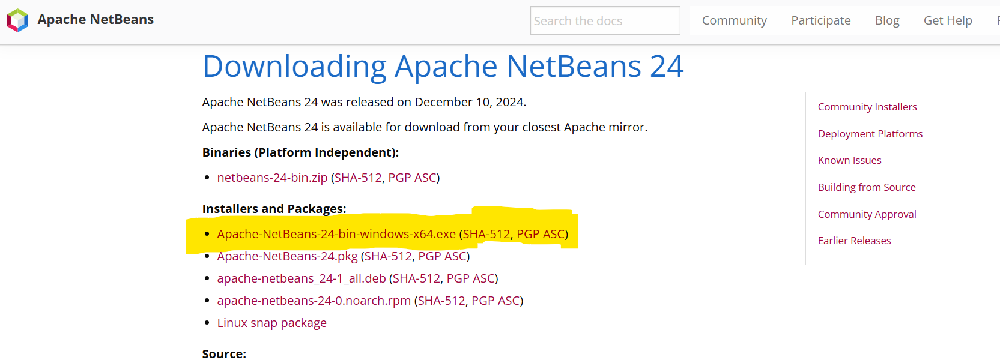 Apache NetBeans
Search the docs
Community
Participate
Blog
Get Help
Downloading Apache NetBeans 24
Apache NetBeans 24 was released on December 10, 2024.
Apache NetBeans 24 is available for download from your closest Apache mirror.
Binaries (Platform Independent):
netbeans-24-bin.zip (SHA-512, PGP ASC)
Installers and Packages:
Apache-NetBeans-24-bin-windows-x64.exe (SHA-512, PGP ASC)
Apache-NetBeans-24.pkg (SHA-512, PGP ASC)
apache-netbeans_24-1_all.deb (SHA-512, PGP ASC)
apache-netbeans-24-0.noarch.rpm (SHA-512, PGP ASC)
Linux snap package
Source:
Community Installers
Deployment Platforms
Known Issues
Building from Source
Community Approval
Earlier Releases